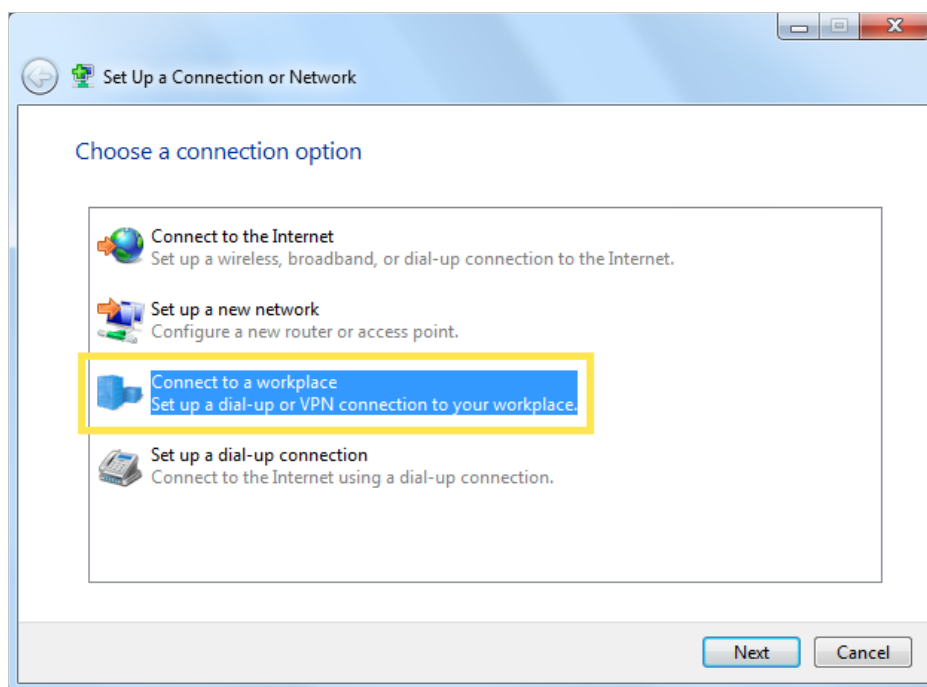 Set Up a Connection or Network
Choose a connection option
Connect to the Internet
Set up a wireless, broadband, or dial-up connection to the Internet.
Set up a new network
Configure a new router or access point.
Connect to a workplace
Set up a dial-up or VPN connection to your workplace.
Set up a dial-up connection
Connect to the Internet using a dial-up connection.
Next
Cancel